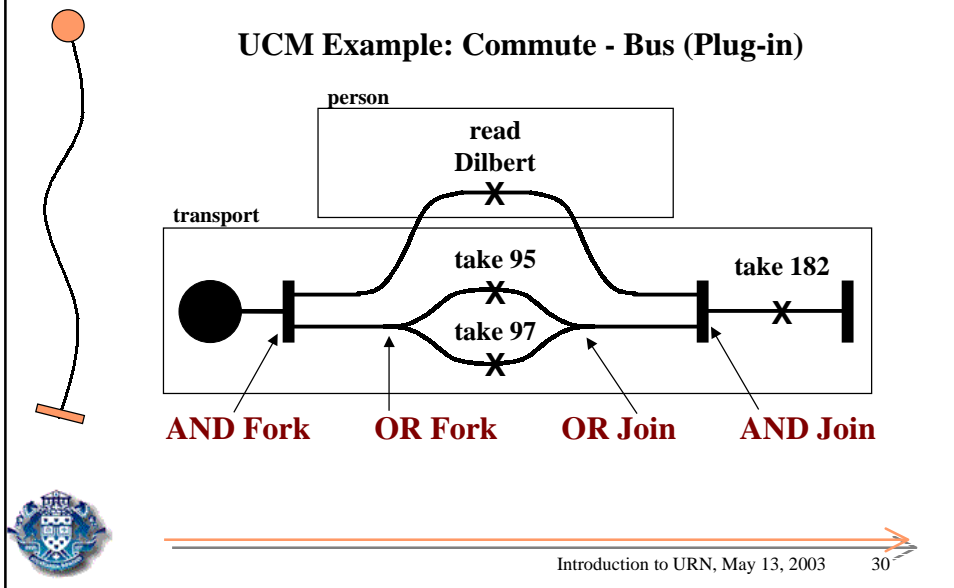 UCM Example: Commute - Bus (Plug-in)
person
read
Dilbert
transport
take 95
take 182
take 97
AND Fork
OR Fork
OR Join
AND Join
Introduction to URN, May 13, 2003
30